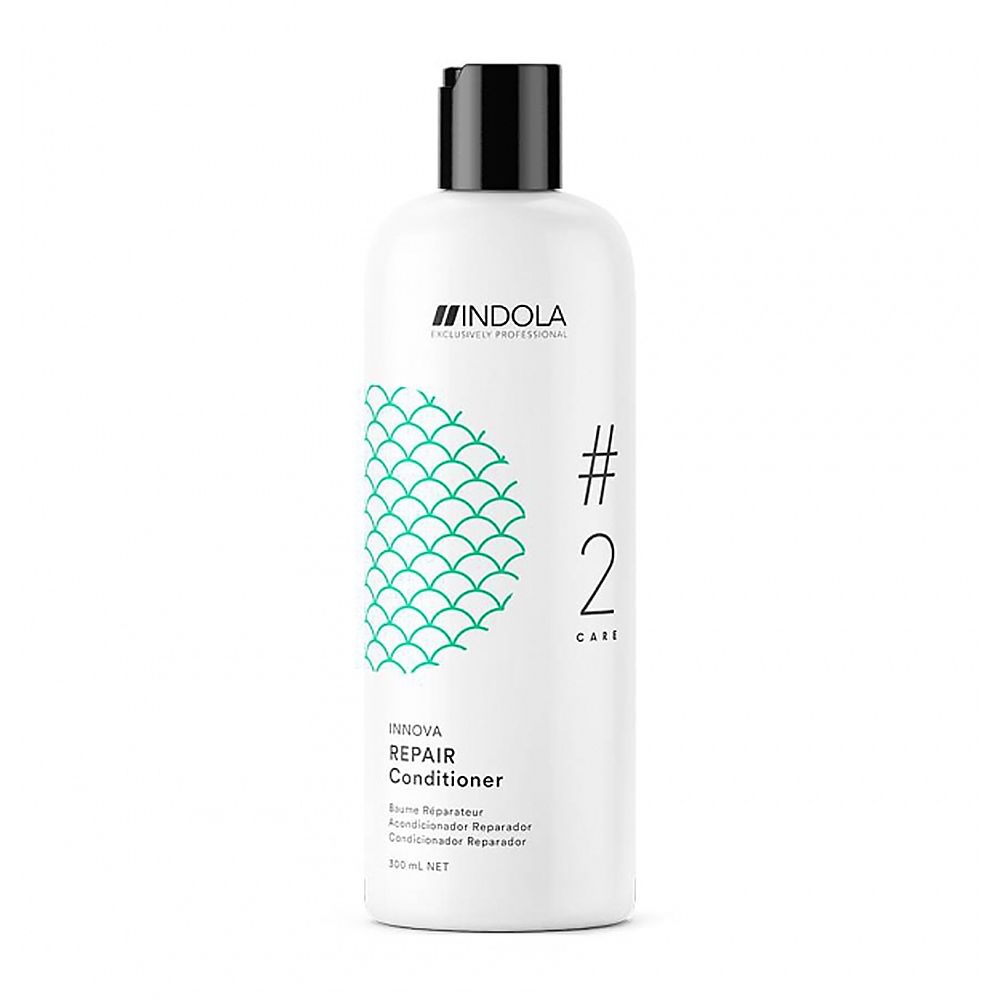 INDOLA
EXCLUSIVELY PROFESSIONAL
#
2
CARE
INNOVA
REPAIR
Conditioner
Baume Réparateur
Acondicionador Reparador
Condicionador Reparador
300 mL NET